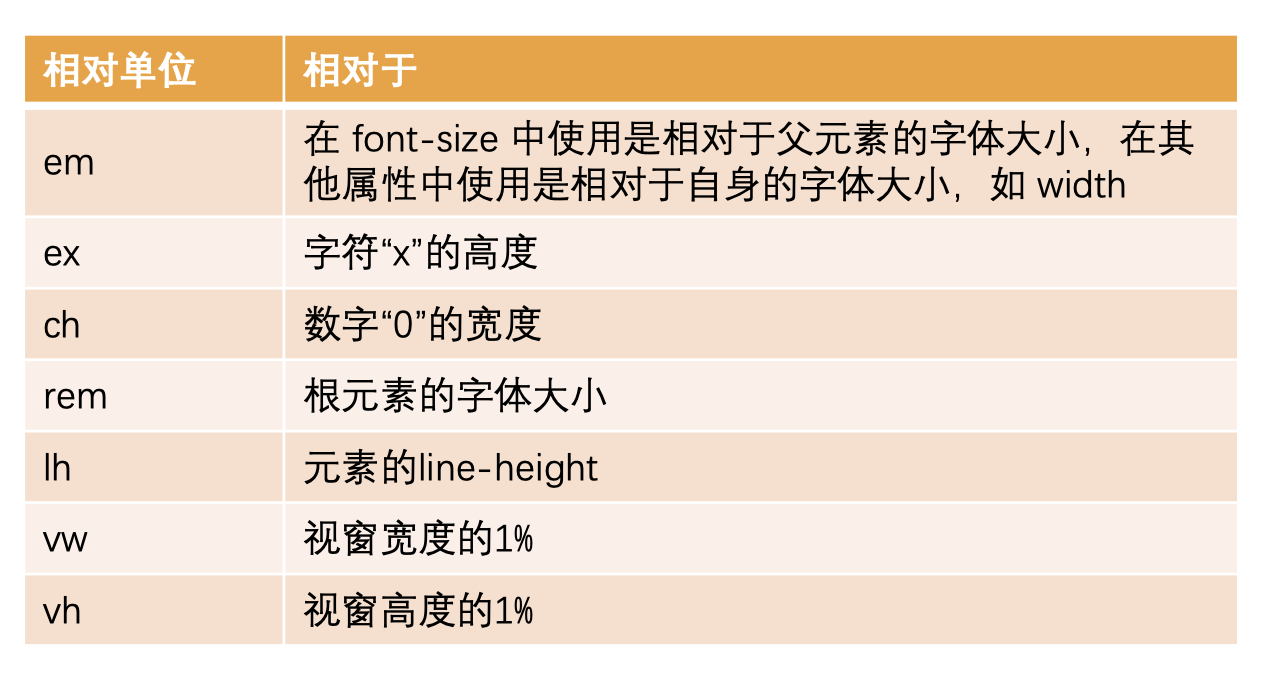 相对单位
相对于
em
在 font-size 中使用是相对于父元素的字体大小，在其
他属性中使用是相对于自身的字体大小，如 width
ex
字符“x”的高度
ch
数字“0”的宽度
rem
根元素的字体大小
lh
元素的line-height
vw
视窗宽度的1%
vh
视窗高度的1%